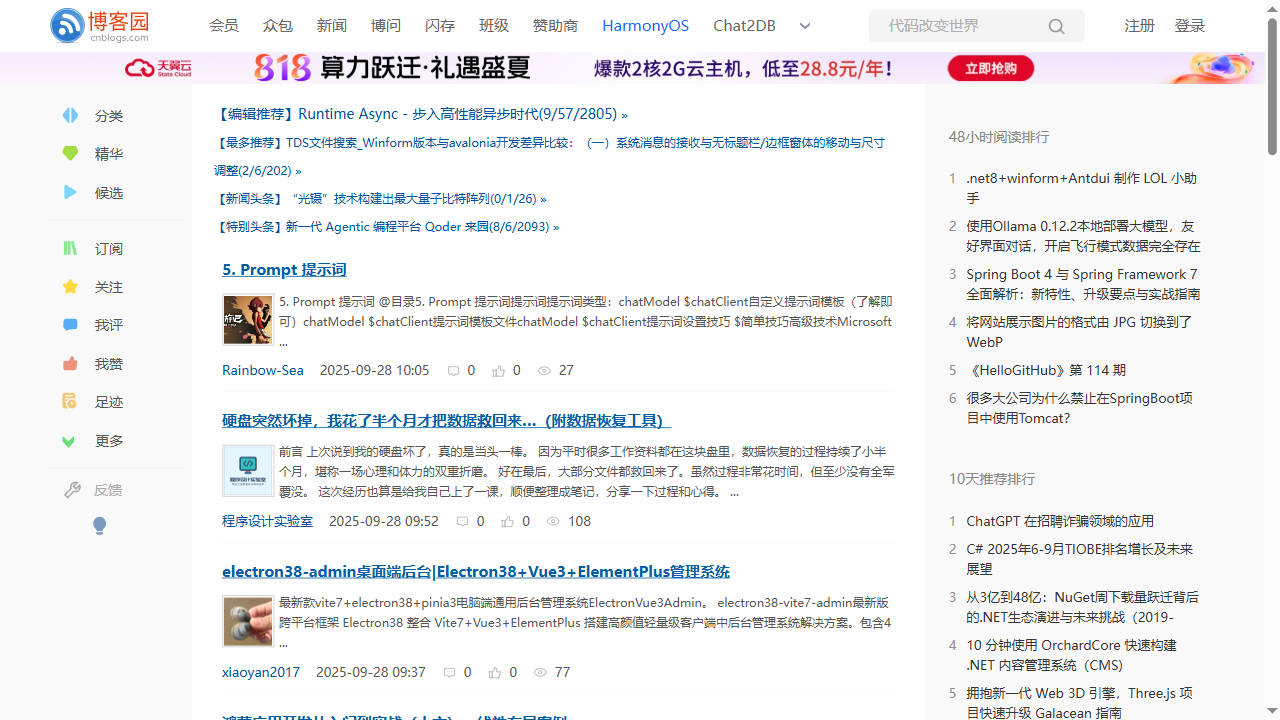 博客园
cnblogs.com
会员 众包 新闻 博问 闪存 班级 赞助商 HarmonyOS Chat2DB
代码改变世界
注册 登录
天翼云
State Cloud
818 算力跃迁·礼遇盛夏
爆款2核2G云主机，低至28.8元/年！
立即抢购
分类
精华
候选
订阅
关注
我评
我赞
足迹
更多
反馈
【编辑推荐】Runtime Async - 步入高性能异步时代(9/57/2805) »
【最多推荐】TDS文件搜索_Winform版本与avalonia开发差异比较：（一）系统消息的接收与无标题栏/边框窗体的移动与尺寸
调整(2/6/202) »
【新闻头条】“光镊”技术构建出最大量子比特阵列(0/1/26) »
【特别头条】新一代 Agentic 编程平台 Qoder 来园(8/6/2093) »
5. Prompt 提示词
5. Prompt 提示词 @目录5. Prompt 提示词提示词提示词类型：chatModel $chatClient自定义提示词模板（了解即
可）chatModel $chatClient提示词模板文件chatModel $chatClient提示词设置技巧 $简单技巧高级技术Microsoft
...
Rainbow-Sea 2025-09-28 10:05 0 0 27
硬盘突然坏掉，我花了半个月才把数据救回来...（附数据恢复工具）
前言 上次说到我的硬盘坏了，真的是当头一棒。 因为平时很多工作资料都在这块盘里，数据恢复的过程持续了小半
个月，堪称一场心理和体力的双重折磨。 好在最后，大部分文件都救回来了。虽然过程非常花时间，但至少没有全军
覆没。 这次经历也算是给我自己上了一课，顺便整理成笔记，分享一下过程和心得。 ...
程序设计实验室 2025-09-28 09:52 0 0 108
electron38-admin桌面端后台|Electron38+Vue3+ElementPlus管理系统
最新款vite7+electron38+pinia3电脑端通用后台管理系统ElectronVue3Admin。 electron38-vite7-admin最新版
跨平台框架 Electron38 整合 Vite7+Vue3+ElementPlus 搭建高颜值轻量级客户端中后台管理系统解决方案。包含4
...
xiaoyan2017 2025-09-28 09:37 0 0 77
48小时阅读排行
1 .net8+winform+Antdui 制作 LOL 小助
手
2 使用Ollama 0.12.2本地部署大模型，友
好界面对话，开启飞行模式数据完全存在
3 Spring Boot 4 与 Spring Framework 7
全面解析：新特性、升级要点与实战指南
4 将网站展示图片的格式由 JPG 切换到了
WebP
5 《HelloGitHub》第 114 期
6 很多大公司为什么禁止在SpringBoot项
目中使用Tomcat？
10天推荐排行
1 ChatGPT 在招聘诈骗领域的应用
2 C# 2025年6-9月TIOBE排名增长及未来
展望
3 从3亿到48亿：NuGet周下载量跃迁背后
的.NET生态演进与未来挑战（2019-
4 10 分钟使用 OrchardCore 快速构建
.NET 内容管理系统（CMS）
5 拥抱新一代 Web 3D 引擎，Three.js 项
目快速升级 Galacean 指南